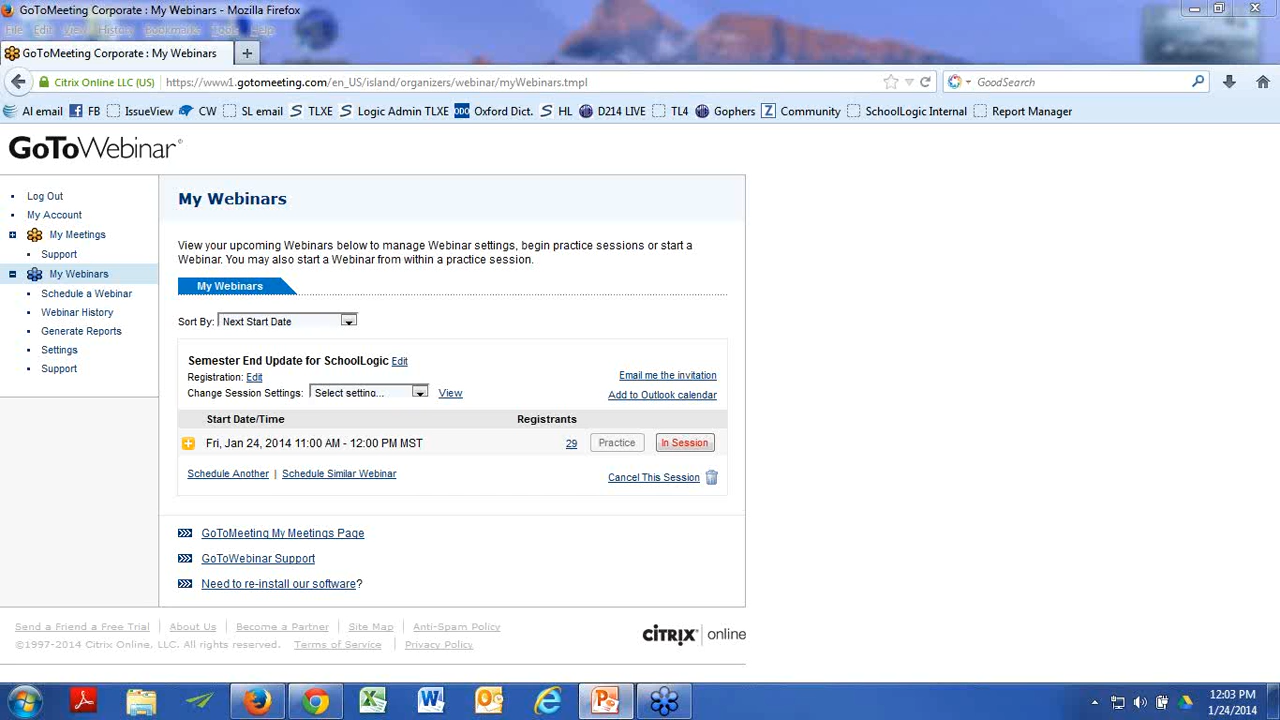 GoToMeeting Corporate : My Webinars - Mozilla Firefox
File Edit View History Bookmarks Tools Help
GoToMeeting Corporate : My Webinars +
Citrix Online LLC (US) https://www1.gotomeeting.com/en_US/island/organizers/webinar/myWebinars.tmpl GoodSearch
AI email FB IssueView CW SL email TLXE Logic Admin TLXE Oxford Dict. HL D214 LIVE TL4 Gophers Community SchoolLogic Internal Report Manager
GoToWebinar
Log Out
My Account
My Meetings
Support
My Webinars
Schedule a Webinar
Webinar History
Generate Reports
Settings
Support
My Webinars
View your upcoming Webinars below to manage Webinar settings, begin practice sessions or start a
Webinar. You may also start a Webinar from within a practice session.
My Webinars
Sort By: Next Start Date
Semester End Update for SchoolLogic Edit
Registration: Edit
Change Session Settings: Select setting... View
Email me the invitation
Add to Outlook calendar
Start Date/Time Registrants
Fri, Jan 24, 2014 11:00 AM - 12:00 PM MST 29 Practice In Session
Schedule Another | Schedule Similar Webinar Cancel This Session
GoToMeeting My Meetings Page
GoToWebinar Support
Need to re-install our software?
Send a Friend a Free Trial | About Us | Become a Partner | Site Map | Anti-Spam Policy
©1997-2014 Citrix Online, LLC. All rights reserved. Terms of Service | Privacy Policy
CITRIX online
12:03 PM
1/24/2014